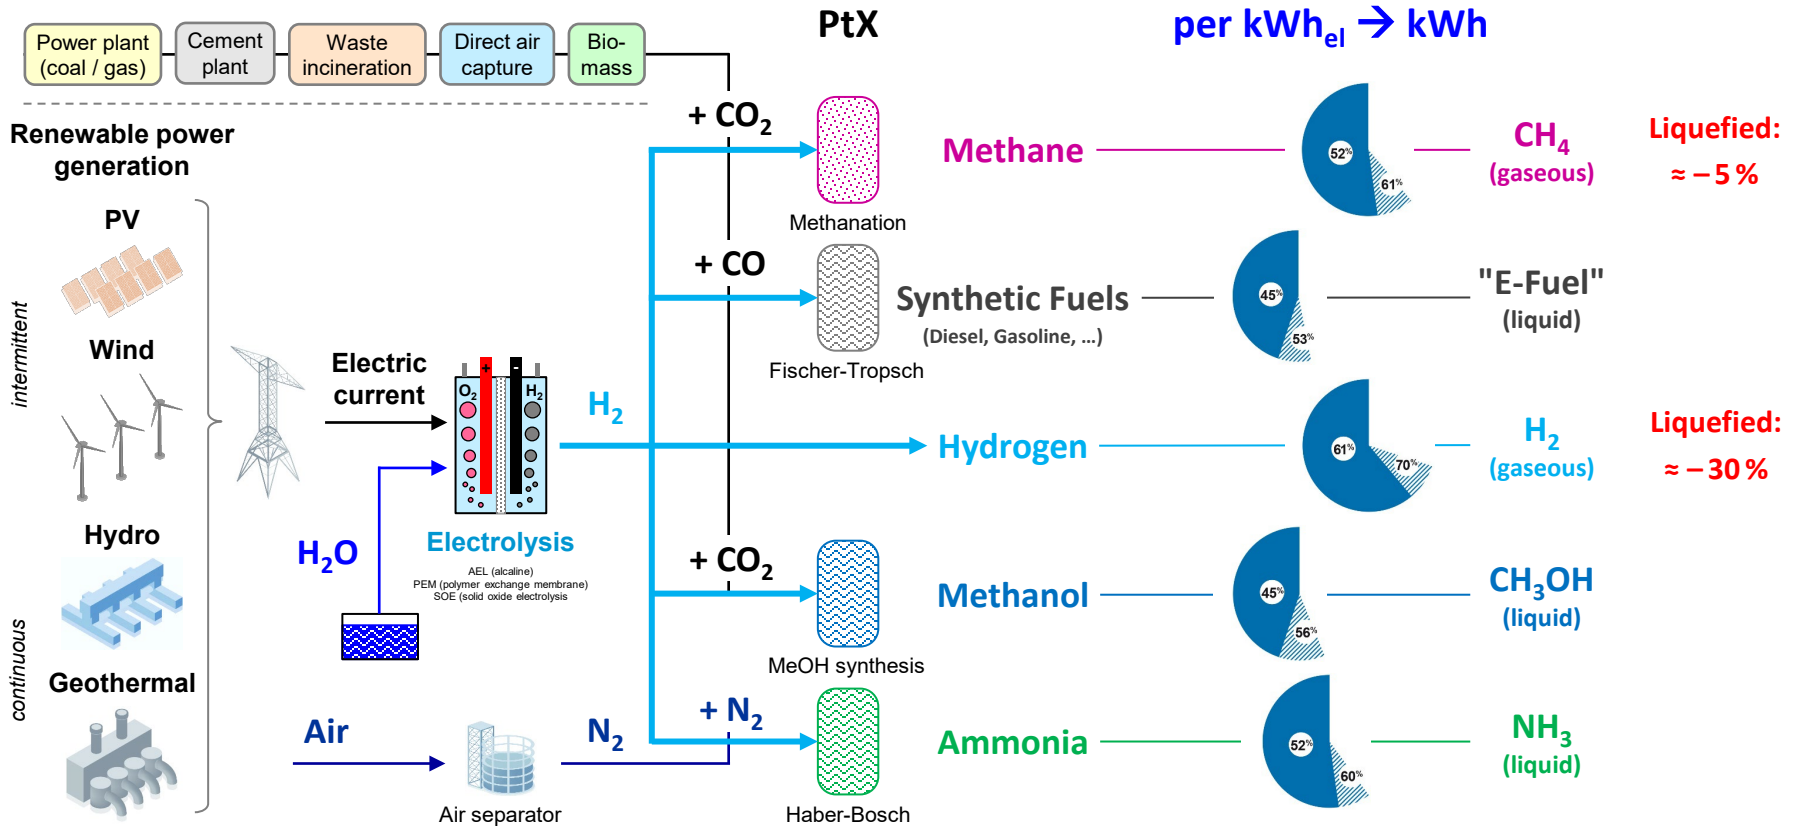 PtX
per kWhel → kWh
Power plant
(coal / gas)
Cement
plant
Waste
incineration
Direct air
capture
Bio-
mass
Renewable power
generation
PV
Wind
Hydro
Geothermal
intermittent
continuous
Electric
current
H2O
O2
+
-
H2
Electrolysis
AEL (alcaline)
PEM (polymer exchange membrane)
SOE (solid oxide electrolysis
Air
Air separator
N2
H2
+ CO2
Methanation
Methane
52%
61%
CH4
(gaseous)
Liquefied:
≈ – 5 %
+ CO
Fischer-Tropsch
Synthetic Fuels
(Diesel, Gasoline, ...)
45%
53%
"E-Fuel"
(liquid)
Hydrogen
61%
70%
H2
(gaseous)
Liquefied:
≈ – 30 %
+ CO2
MeOH synthesis
Methanol
45%
56%
CH3OH
(liquid)
+ N2
Haber-Bosch
Ammonia
52%
60%
NH3
(liquid)